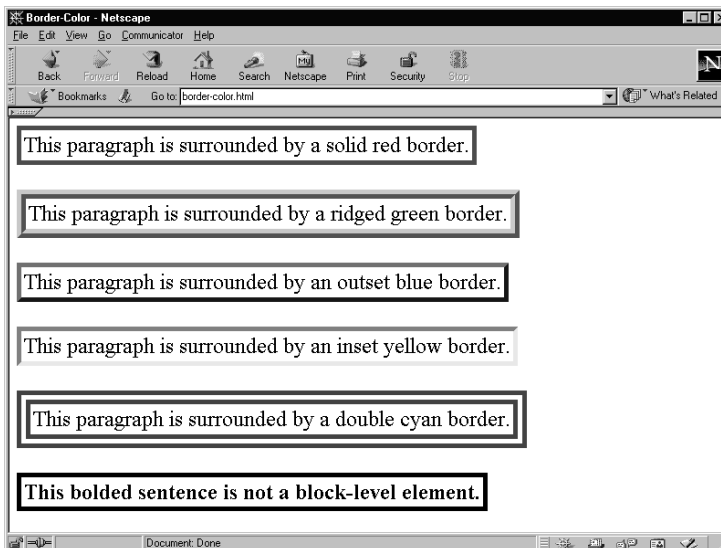 Border-Color - Netscape
File Edit View Go Communicator Help
Back Forward Reload Home Search Netscape Print Security Stop
Bookmarks Go to: border-color.html What's Related
This paragraph is surrounded by a solid red border.
This paragraph is surrounded by a ridged green border.
This paragraph is surrounded by an outset blue border.
This paragraph is surrounded by an inset yellow border.
This paragraph is surrounded by a double cyan border.
This bolded sentence is not a block-level element.
Document: Done